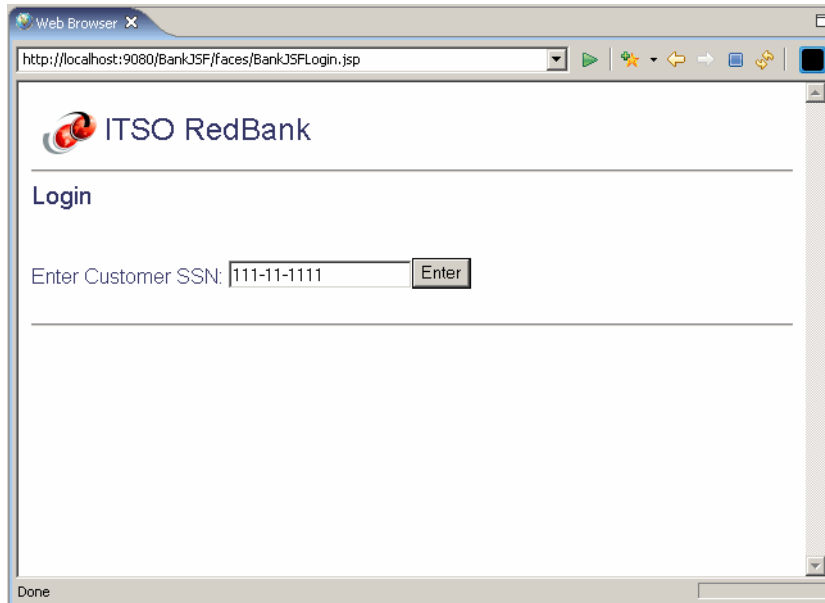 Web Browser
http://localhost:9080/BankJSF/faces/BankJSFLogin.jsp
ITSO RedBank
Login
Enter Customer SSN: 111-11-1111 Enter
Done